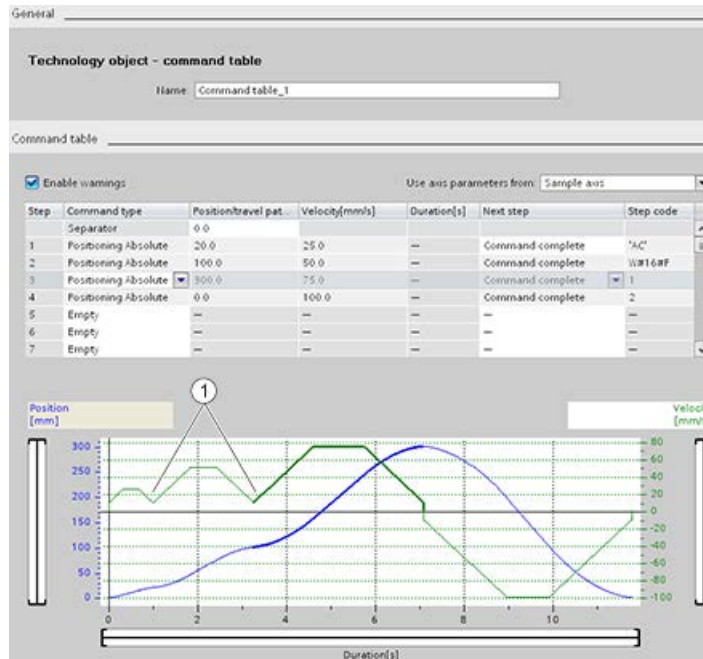 General
Technology object - command table
Name: Command table_1
Command table
Enable warnings Use axis parameters from: Sample axis
Step Command type Position/travel pat... Velocity[mm/s] Duration[s] Next step Step code
Separator 0.0
1 Positioning Absolute 20.0 25.0 — Command complete "AC"
2 Positioning Absolute 100.0 50.0 — Command complete W#16#F
3 Positioning Absolute 300.0 75.0 — Command complete 1
4 Positioning Absolute 0.0 100.0 — Command complete 2
5 Empty — — — — —
6 Empty — — — — —
7 Empty — — — — —
1
Position Veloci
[mm] [mm/s
300 80
250 60
200 40
150 20
100 0
50 -20
0 -40
-60
-80
-100
0 2 4 6 8 10
Duration[s]